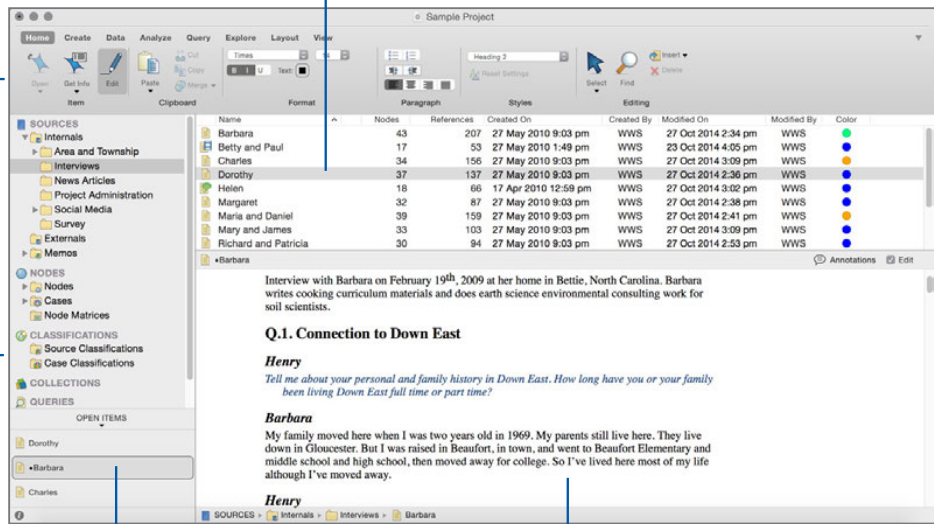 Sample Project
Home Create Data Analyze Query Explore Layout View
Open Get Info Edit Paste Cut Copy Merge Times 14 B I U Text: Heading 2 Reset Settings Select Find Insert Delete
Item Clipboard Format Paragraph Styles Editing
SOURCES
Internals
Area and Township
Interviews
News Articles
Project Administration
Social Media
Survey
Externals
Memos
NODES
Nodes
Cases
Node Matrices
CLASSIFICATIONS
Source Classifications
Case Classifications
COLLECTIONS
QUERIES
OPEN ITEMS
Dorothy
•Barbara
Charles
Name Nodes References Created On Created By Modified On Modified By Color
Barbara 43 207 27 May 2010 9:03 pm WWS 27 Oct 2014 2:34 pm WWS
Betty and Paul 17 53 27 May 2010 1:49 pm WWS 23 Oct 2014 4:05 pm WWS
Charles 34 156 27 May 2010 9:03 pm WWS 27 Oct 2014 3:09 pm WWS
Dorothy 37 137 27 May 2010 9:03 pm WWS 27 Oct 2014 2:36 pm WWS
Helen 18 66 17 Apr 2010 12:59 pm WWS 27 Oct 2014 3:02 pm WWS
Margaret 32 87 27 May 2010 9:03 pm WWS 27 Oct 2014 2:38 pm WWS
Maria and Daniel 39 159 27 May 2010 9:03 pm WWS 27 Oct 2014 2:41 pm WWS
Mary and James 33 103 27 May 2010 9:03 pm WWS 27 Oct 2014 3:09 pm WWS
Richard and Patricia 30 94 27 May 2010 9:03 pm WWS 27 Oct 2014 2:53 pm WWS
•Barbara Annotations Edit
Interview with Barbara on February 19th, 2009 at her home in Bettie, North Carolina. Barbara
writes cooking curriculum materials and does earth science environmental consulting work for
soil scientists.
Q.1. Connection to Down East
Henry
Tell me about your personal and family history in Down East. How long have you or your family
been living Down East full time or part time?
Barbara
My family moved here when I was two years old in 1969. My parents still live here. They live
down in Gloucester. But I was raised in Beaufort, in town, and went to Beaufort Elementary and
middle school and high school, then moved away for college. So I've lived here most of my life
although I've moved away.
Henry
SOURCES Internals Interviews Barbara